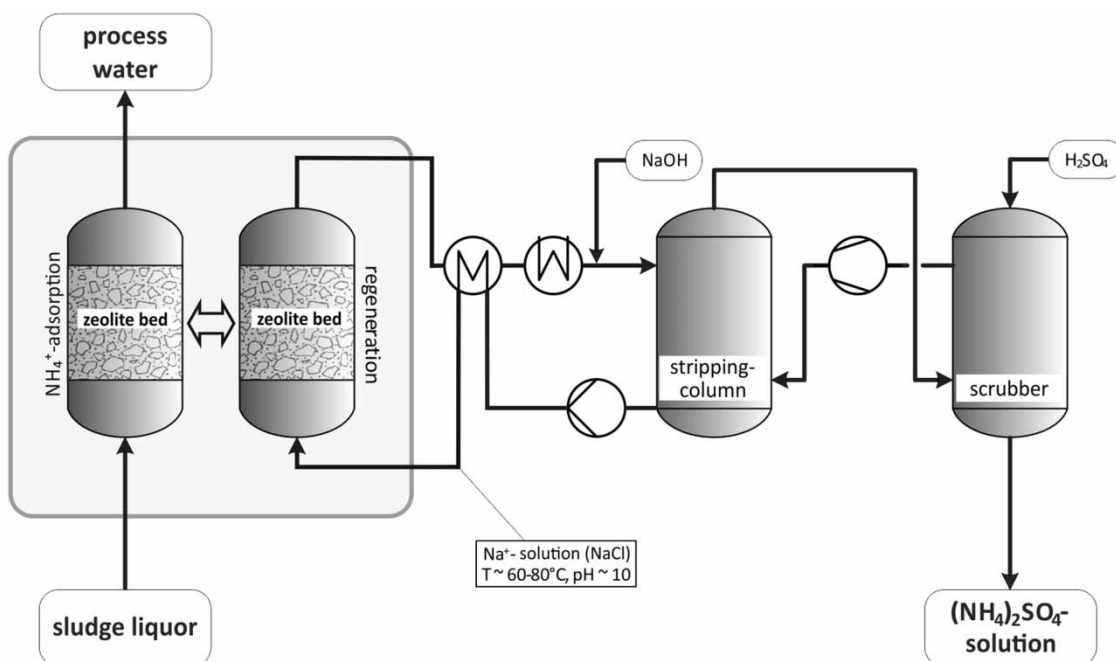 process
water
NaOH
H₂SO₄
NH₄⁺-adsorption
zeolite bed
zeolite bed
regeneration
stripping-
column
scrubber
Na⁺- solution (NaCl)
T ~ 60-80°C, pH ~ 10
sludge liquor
(NH₄)₂SO₄-
solution